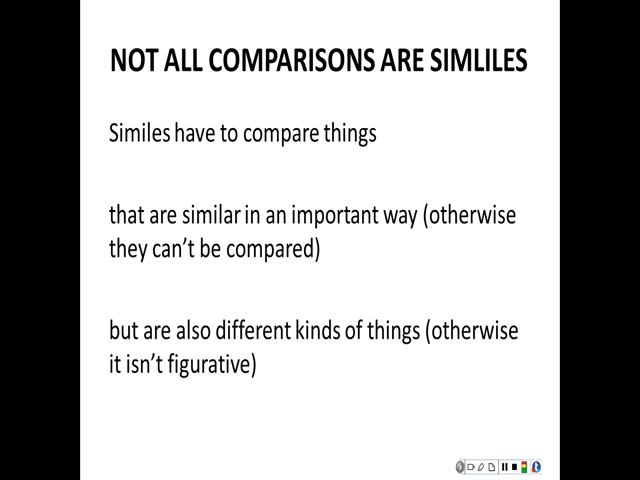 NOT ALL COMPARISONS ARE SIMLILES
Similes have to compare things
that are similar in an important way (otherwise
they can't be compared)
but are also different kinds of things (otherwise
it isn't figurative)